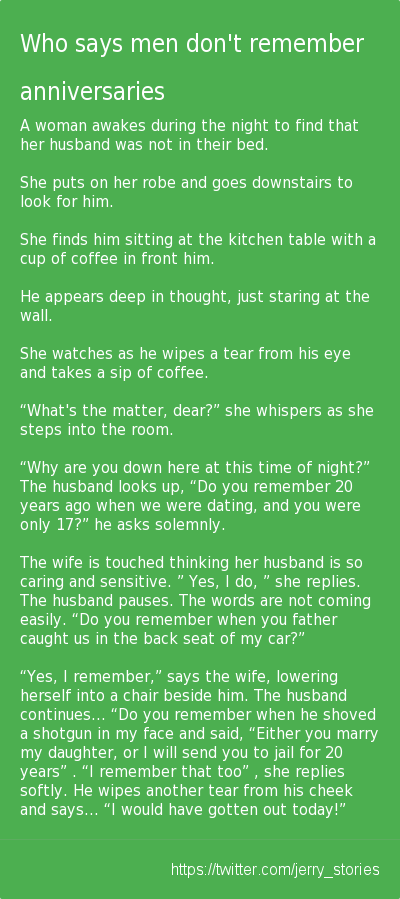 Who says men don't remember
anniversaries
A woman awakes during the night to find that
her husband was not in their bed.
She puts on her robe and goes downstairs to
look for him.
She finds him sitting at the kitchen table with a
cup of coffee in front him.
He appears deep in thought, just staring at the
wall.
She watches as he wipes a tear from his eye
and takes a sip of coffee.
“What's the matter, dear?” she whispers as she
steps into the room.
“Why are you down here at this time of night?”
The husband looks up, “Do you remember 20
years ago when we were dating, and you were
only 17?” he asks solemnly.
The wife is touched thinking her husband is so
caring and sensitive. ” Yes, I do, ” she replies.
The husband pauses. The words are not coming
easily. “Do you remember when you father
caught us in the back seat of my car?”
“Yes, I remember,” says the wife, lowering
herself into a chair beside him. The husband
continues… “Do you remember when he shoved
a shotgun in my face and said, “Either you marry
my daughter, or I will send you to jail for 20
years” . “I remember that too” , she replies
softly. He wipes another tear from his cheek
and says… “I would have gotten out today!”
https://twitter.com/jerry_stories